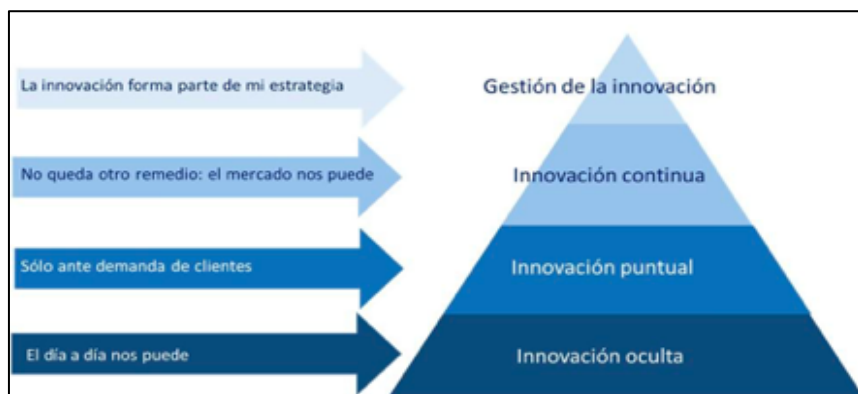 La innovación forma parte de mi estrategia
Gestión de la innovación
No queda otro remedio: el mercado nos puede
Innovación continua
Sólo ante demanda de clientes
Innovación puntual
El día a día nos puede
Innovación oculta